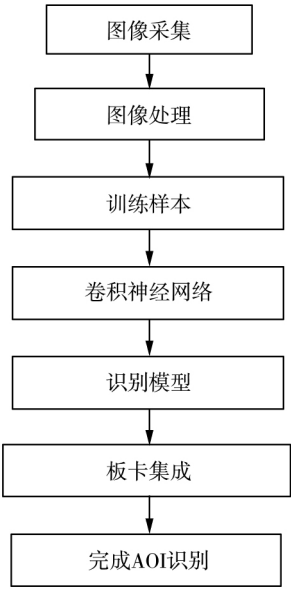 图像采集
图像处理
训练样本
卷积神经网络
识别模型
板卡集成
完成AOI识别